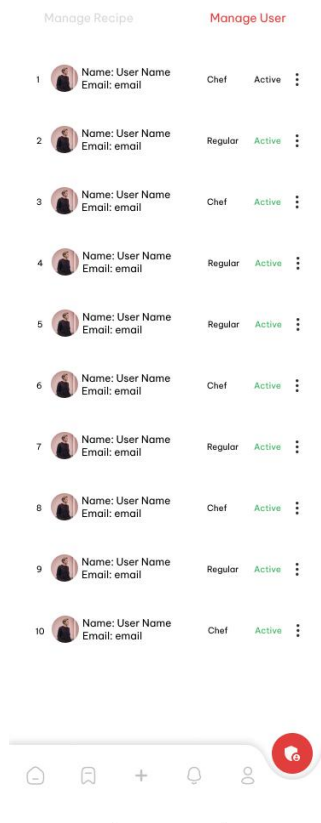 Manage Recipe Manage User
1 Name: User Name
Email: email Chef Active
2 Name: User Name
Email: email Regular Active
3 Name: User Name
Email: email Chef Active
4 Name: User Name
Email: email Regular Active
5 Name: User Name
Email: email Regular Active
6 Name: User Name
Email: email Chef Active
7 Name: User Name
Email: email Regular Active
8 Name: User Name
Email: email Chef Active
9 Name: User Name
Email: email Regular Active
10 Name: User Name
Email: email Chef Active